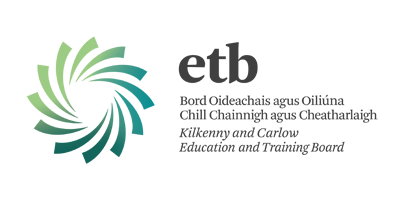 etb
Bord Oideachais agus Oiliúna
Chill Chainnigh agus Cheatharlaigh
Kilkenny and Carlow
Education and Training Board